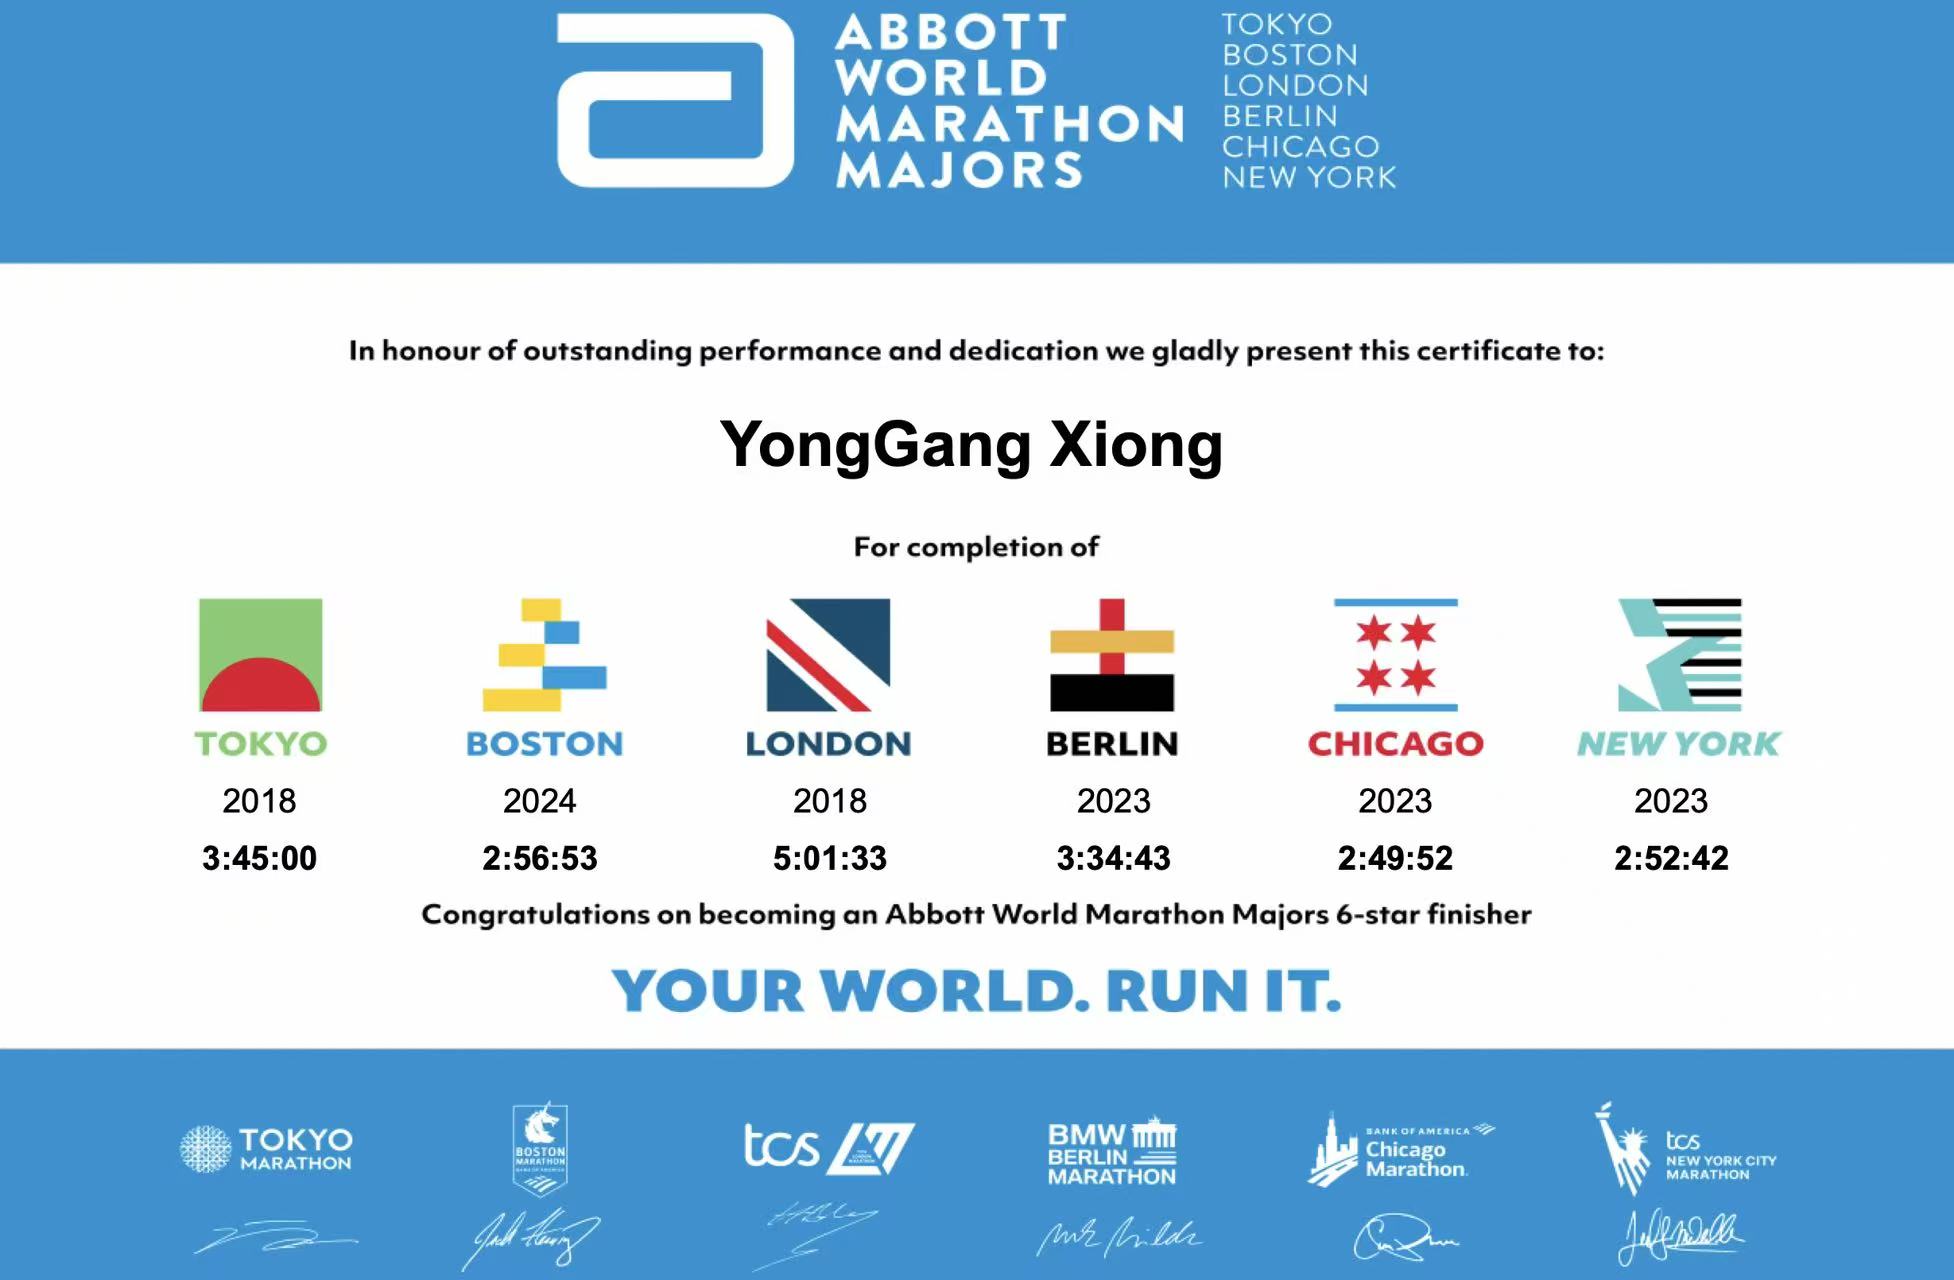 ABBOTT
WORLD
MARATHON
MAJORS
TOKYO
BOSTON
LONDON
BERLIN
CHICAGO
NEW YORK
In honour of outstanding performance and dedication we gladly present this certificate to:
YongGang Xiong
For completion of
TOKYO BOSTON LONDON BERLIN CHICAGO NEW YORK
2018 2024 2018 2023 2023 2023
3:45:00 2:56:53 5:01:33 3:34:43 2:49:52 2:52:42
Congratulations on becoming an Abbott World Marathon Majors 6-star finisher
YOUR WORLD. RUN IT.
TOKYO
MARATHON
BOSTON
MARATHON
BANK OF AMERICA
tcs
BMW
BERLIN
MARATHON
BANK OF AMERICA
Chicago
Marathon
tcs
NEW YORK CITY
MARATHON